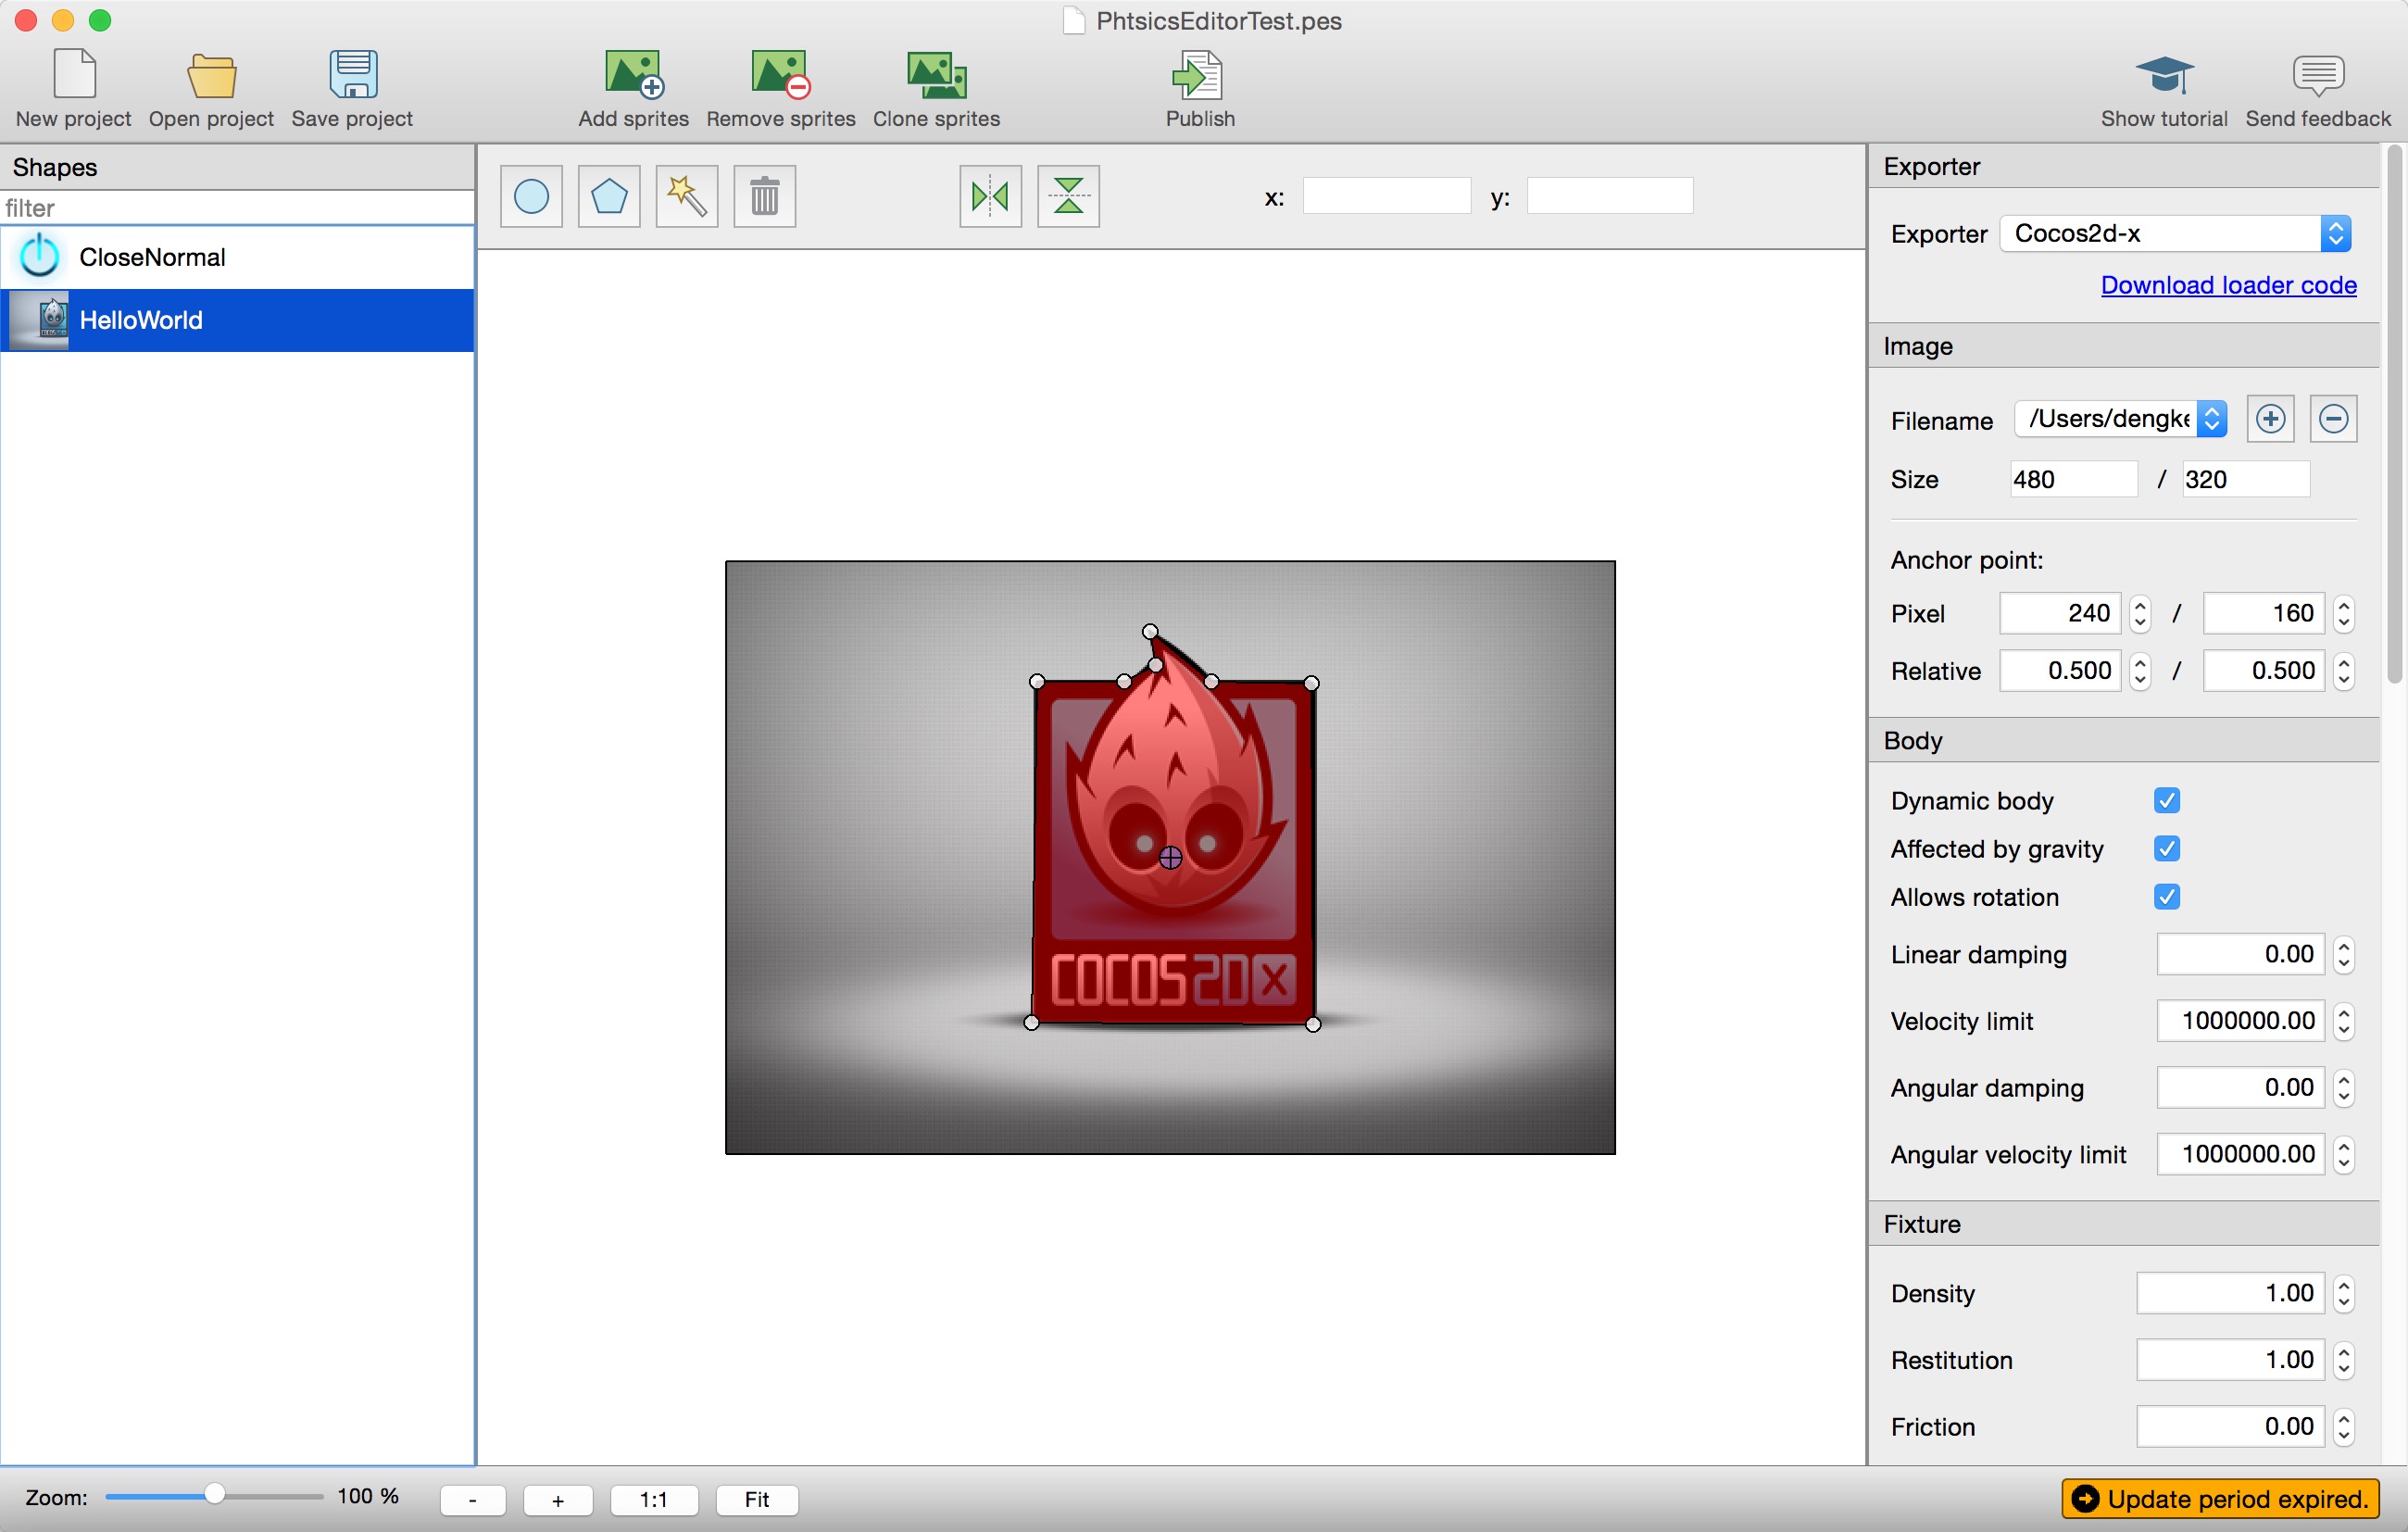 PhtsicsEditorTest.pes
New project Open project Save project Add sprites Remove sprites Clone sprites Publish Show tutorial Send feedback
Shapes
filter
CloseNormal
HelloWorld
x: y:
COCOS2DX
Exporter
Exporter Cocos2d-x
Download loader code
Image
Filename /Users/dengke
Size 480 / 320
Anchor point:
Pixel 240 / 160
Relative 0.500 / 0.500
Body
Dynamic body
Affected by gravity
Allows rotation
Linear damping 0.00
Velocity limit 1000000.00
Angular damping 0.00
Angular velocity limit 1000000.00
Fixture
Density 1.00
Restitution 1.00
Friction 0.00
Zoom: 100 % - + 1:1 Fit Update period expired.